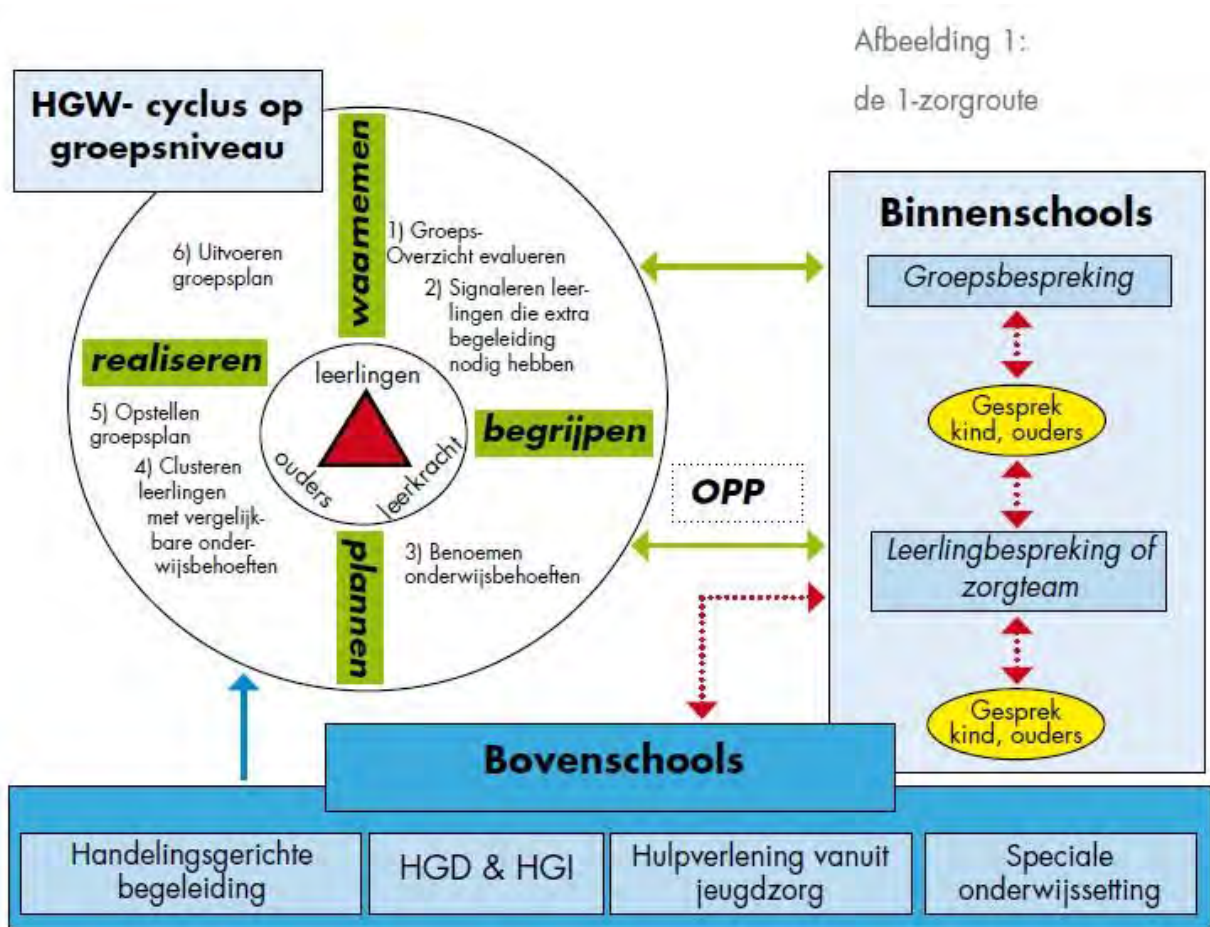 Afbeelding 1:
de 1-zorgroute
HGW- cyclus op
groepsniveau
waarnemen
1) Groeps-
Overzicht evalueren
2) Signaleren leer-
lingen die extra
begeleiding
nodig hebben
begrijpen
3) Benoemen
onderwijsbehoeften
plannen
4) Clusteren
leerlingen
met vergelijk-
bare onder-
wijsbehoeften
5) Opstellen
groepsplan
realiseren
6) Uitvoeren
groepsplan
leerlingen
ouders
leerkracht
OPP
Binnenschools
Groepsbespreking
Gesprek
kind, ouders
Leerlingbespreking of
zorgteam
Gesprek
kind, ouders
Bovenschools
Handelingsgerichte
begeleiding
HGD & HGI
Hulpverlening vanuit
jeugdzorg
Speciale
onderwijssetting